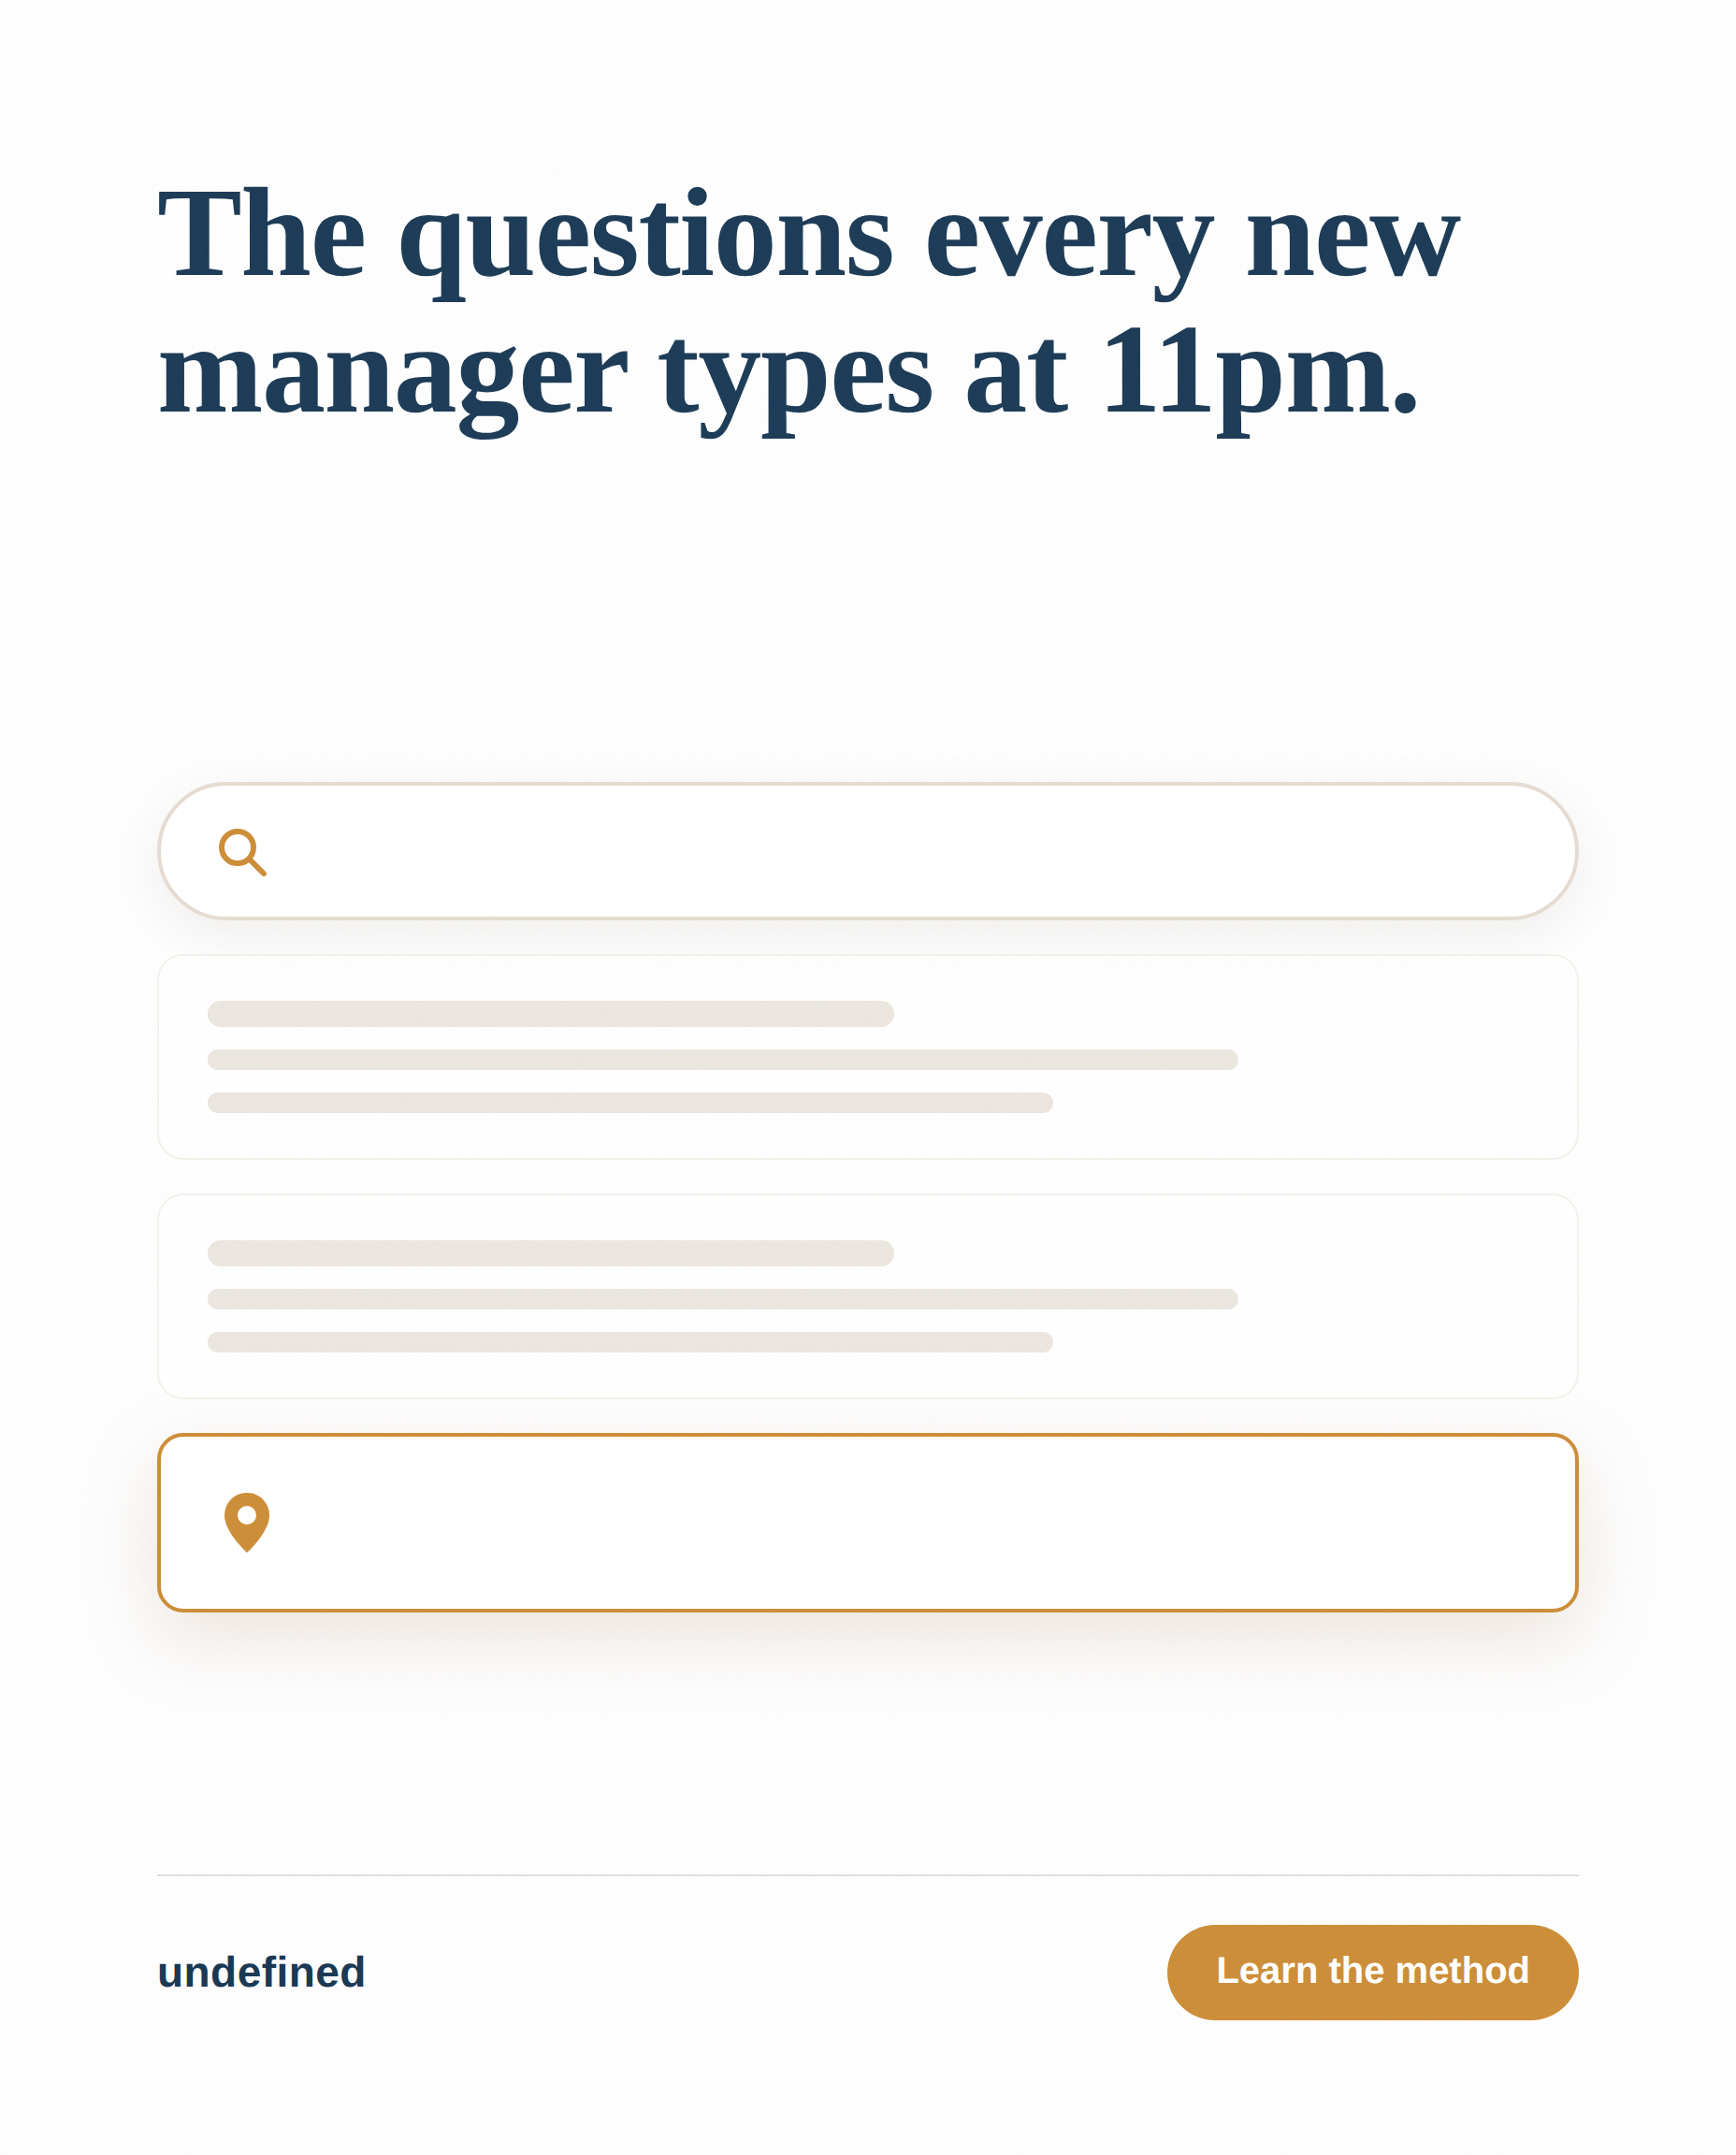 The questions every new
manager types at 11pm.
undefined
Learn the method